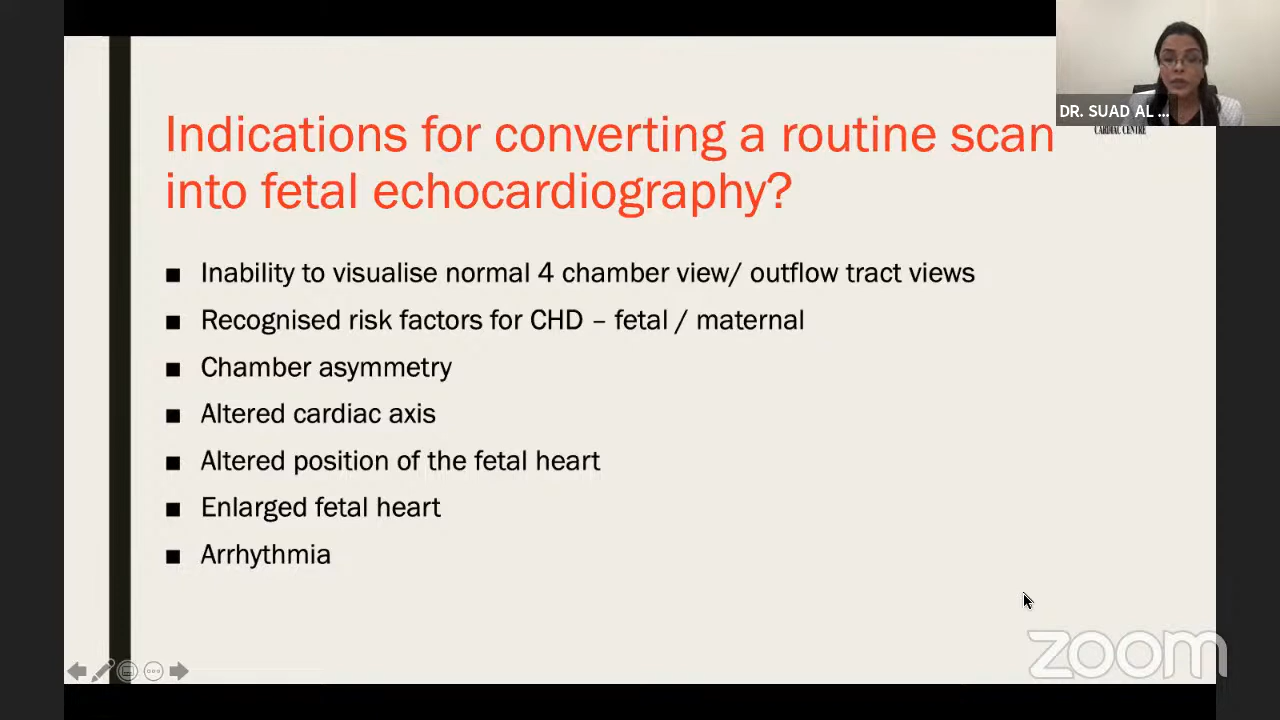 DR. SUAD AL ...
CARDIAC CENTRE
Indications for converting a routine scan
into fetal echocardiography?
■ Inability to visualise normal 4 chamber view/ outflow tract views
■ Recognised risk factors for CHD – fetal / maternal
■ Chamber asymmetry
■ Altered cardiac axis
■ Altered position of the fetal heart
■ Enlarged fetal heart
■ Arrhythmia
zoom